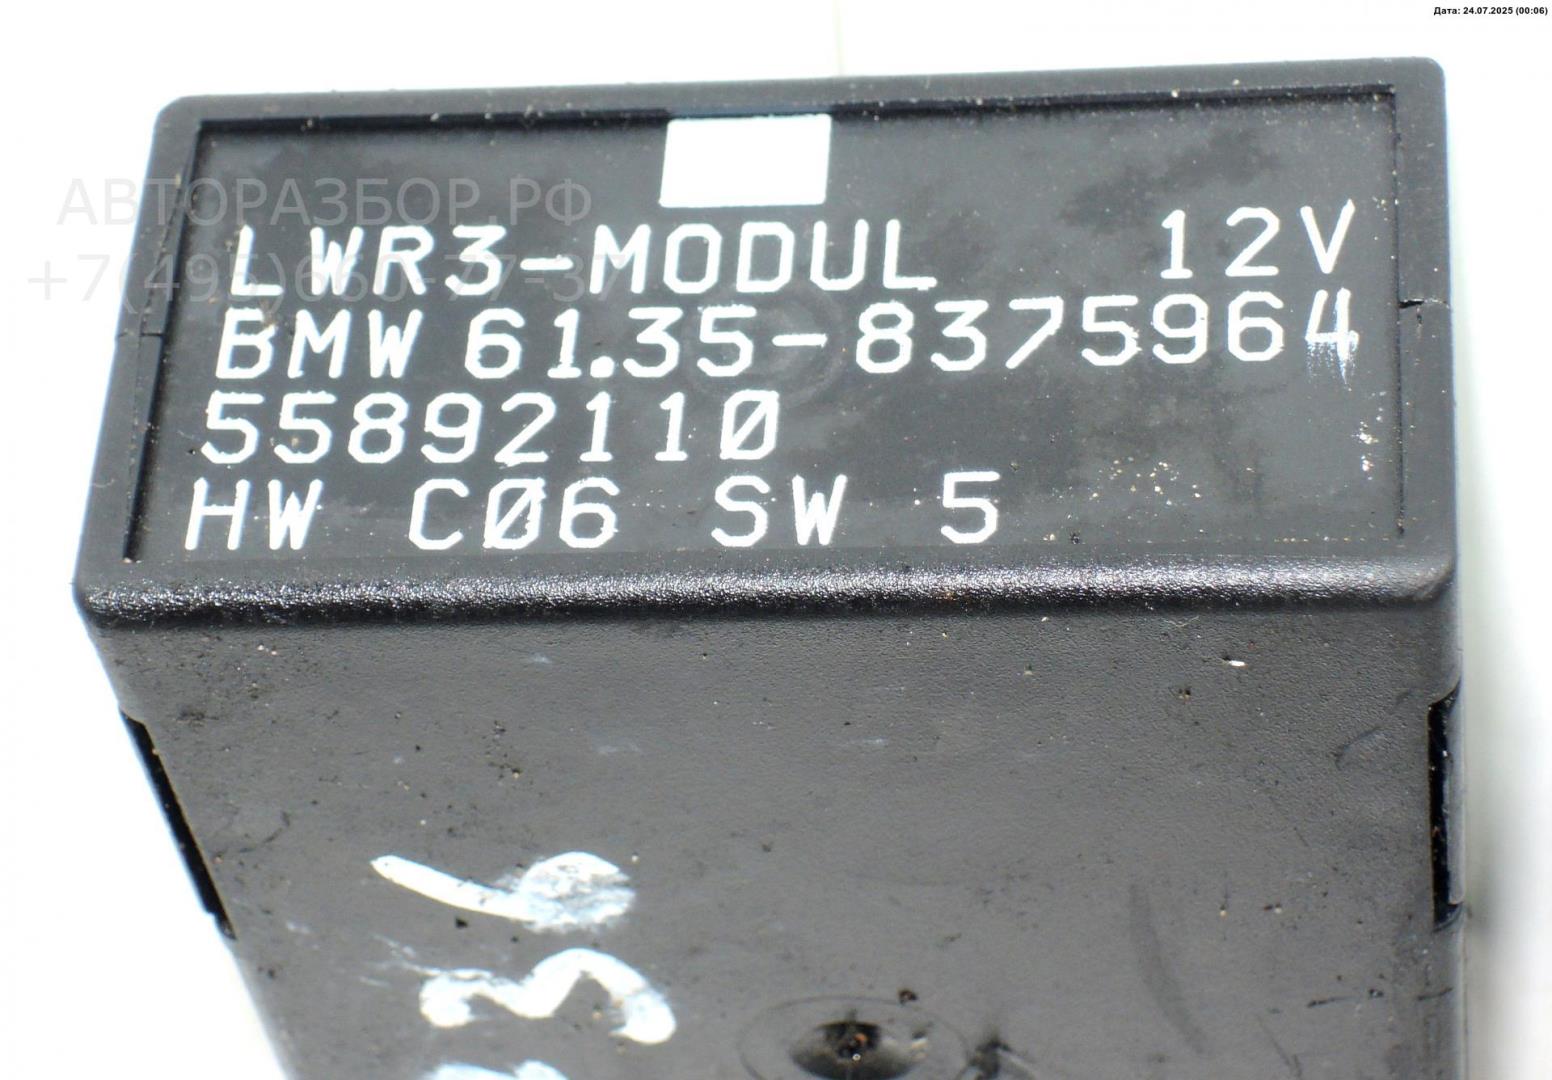 Дата: 24.07.2025 (00:06)
АВТОРАЗБОР.РФ
LWR3-MODUL 12V
BMW 61.35-8375964
55892110
HW C06 SW 5